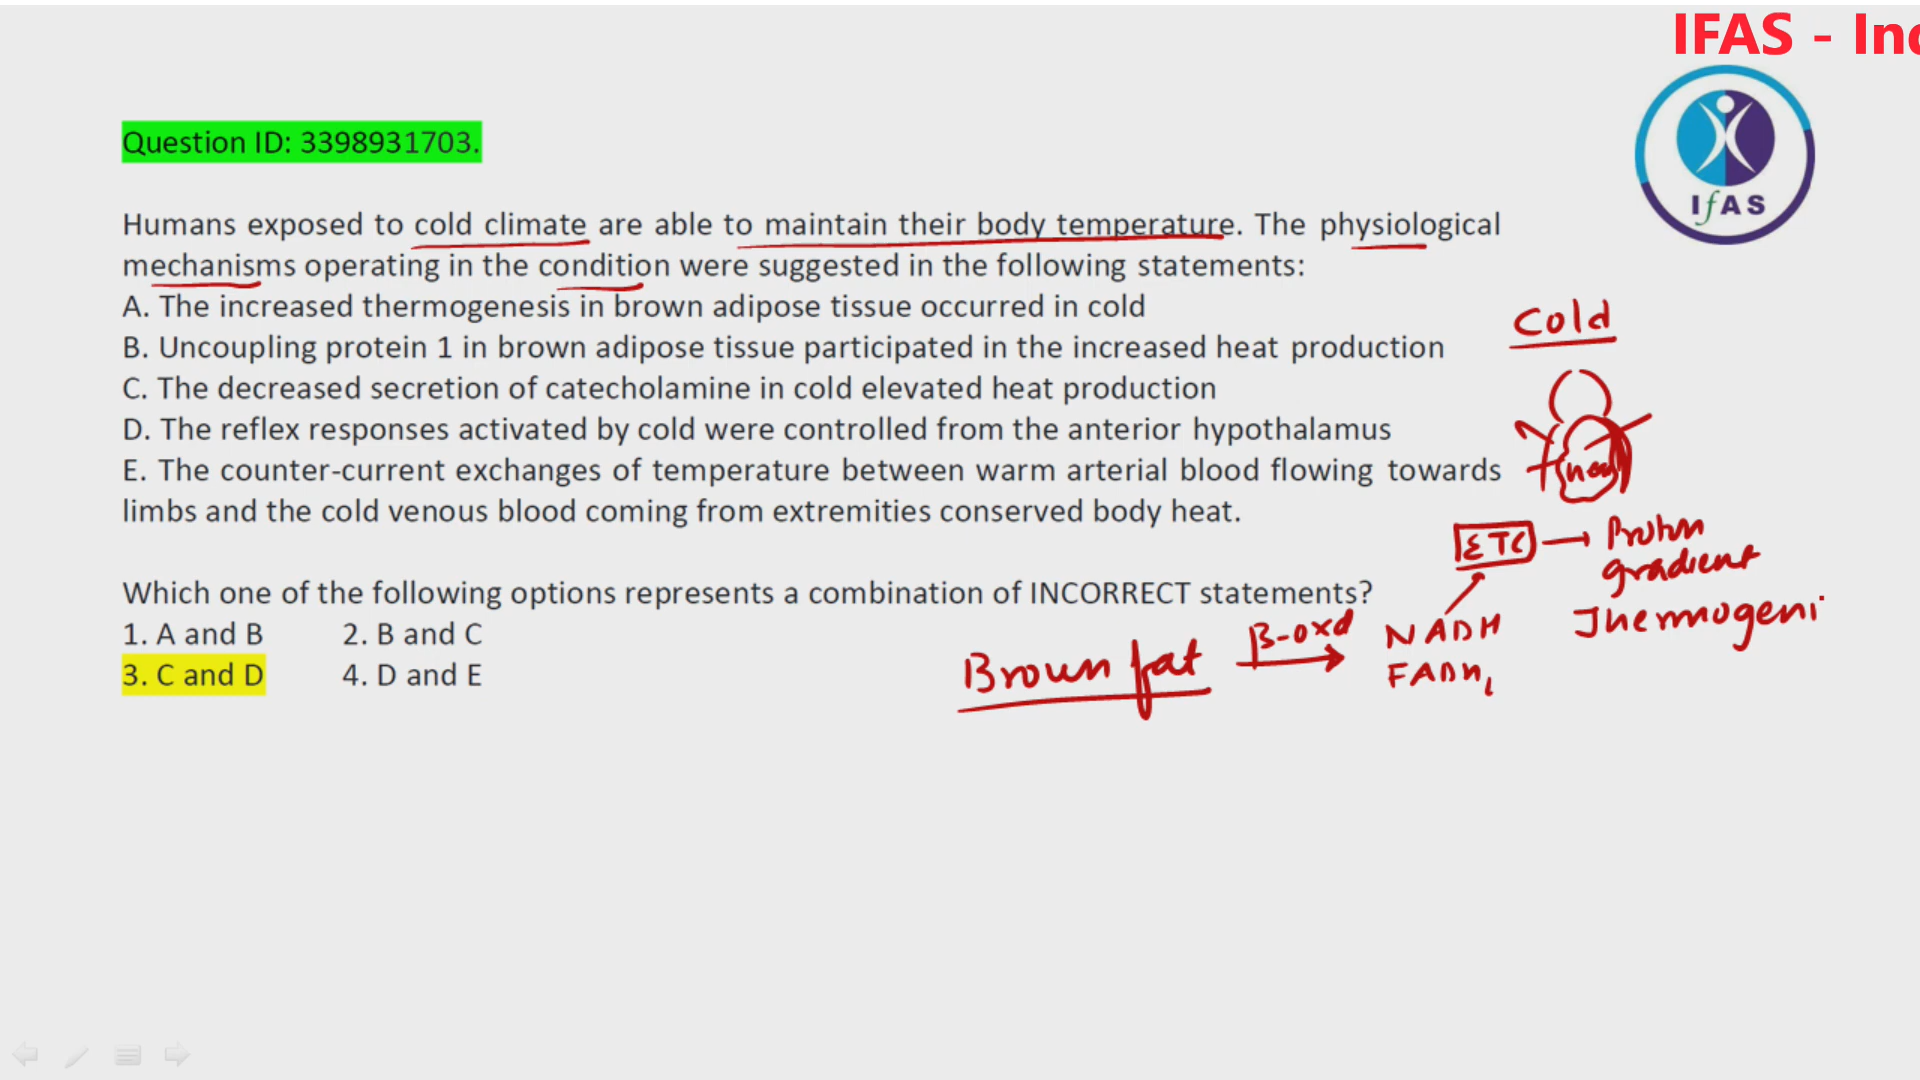 IFAS - Inc
IfAS
Question ID: 3398931703.
Humans exposed to cold climate are able to maintain their body temperature. The physiological
mechanisms operating in the condition were suggested in the following statements:
A. The increased thermogenesis in brown adipose tissue occurred in cold
B. Uncoupling protein 1 in brown adipose tissue participated in the increased heat production
C. The decreased secretion of catecholamine in cold elevated heat production
D. The reflex responses activated by cold were controlled from the anterior hypothalamus
E. The counter-current exchanges of temperature between warm arterial blood flowing towards
limbs and the cold venous blood coming from extremities conserved body heat.
Which one of the following options represents a combination of INCORRECT statements?
1. A and B 2. B and C
3. C and D 4. D and E
Cold
ETC → Proton
gradient
Thermogeni
Brown fat β-oxd → NADH